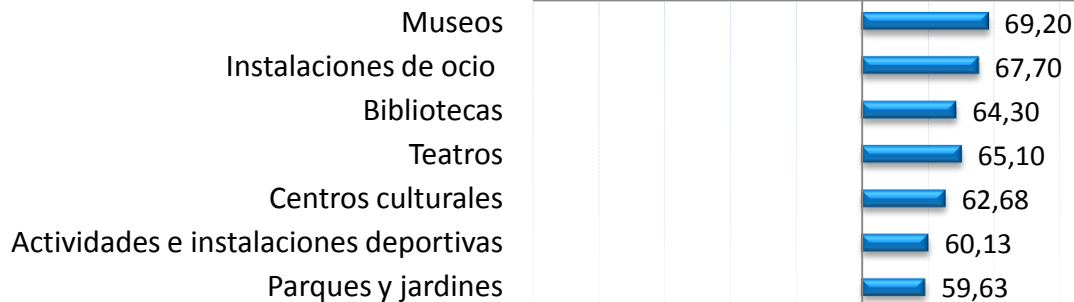 Museos 69,20
Instalaciones de ocio 67,70
Bibliotecas 64,30
Teatros 65,10
Centros culturales 62,68
Actividades e instalaciones deportivas 60,13
Parques y jardines 59,63